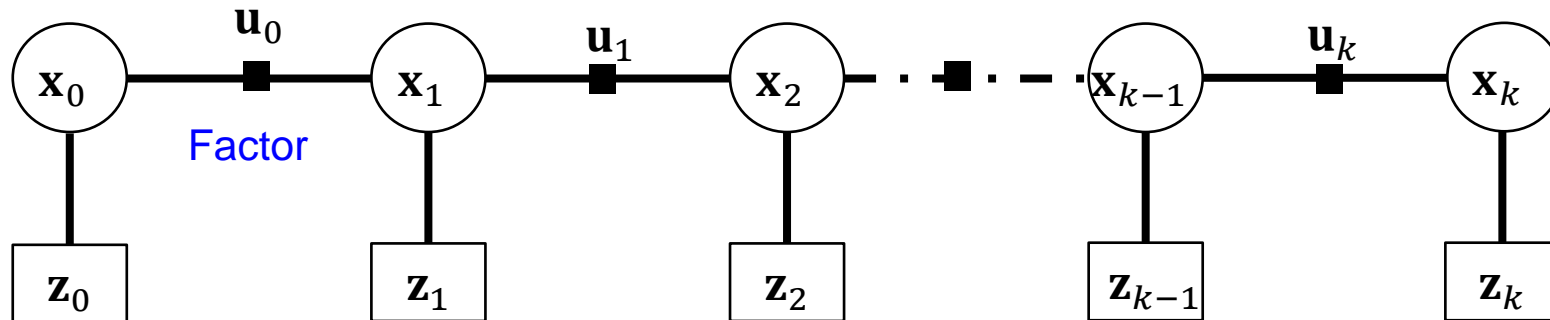 𝐮₀ 𝐮₁ 𝐮ₖ
𝐱₀ 𝐱₁ 𝐱₂ 𝐱ₖ₋₁ 𝐱ₖ
Factor
𝐳₀ 𝐳₁ 𝐳₂ 𝐳ₖ₋₁ 𝐳ₖ